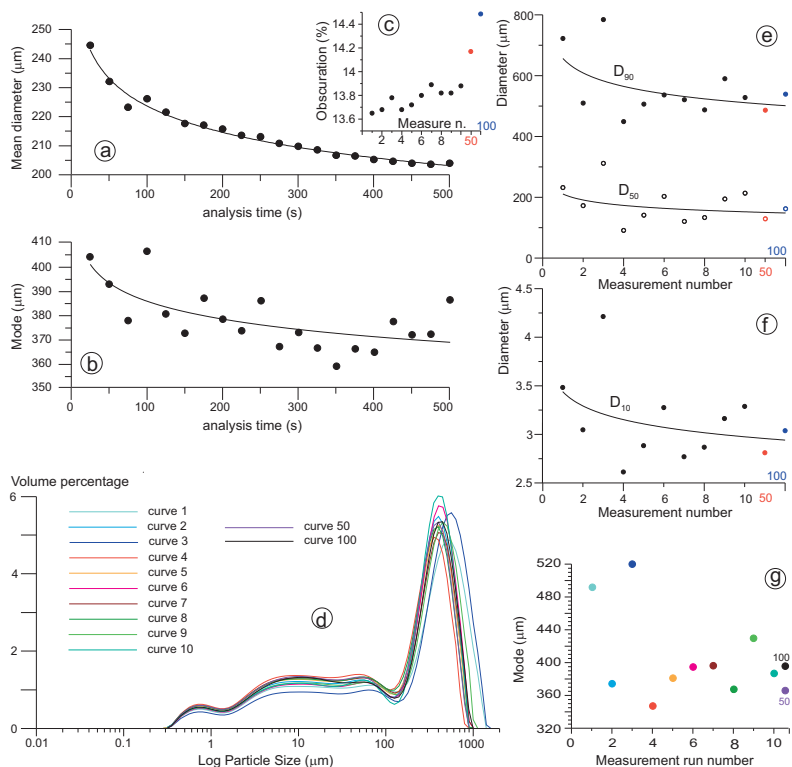 250
240
230
220
210
200
Mean diameter (μm)
a
0 100 200 300 400 500
analysis time (s)
14.4
14.0
13.6
Obscuration (%)
c
Measure n.
2 4 6 8
50
100
410
400
390
380
370
360
350
Mode (μm)
b
0 100 200 300 400 500
analysis time (s)
800
600
400
200
0
Diameter (μm)
e
D90
D50
100
0 2 4 6 8 10 50
Measurement number
4.5
4
3.5
3
2.5
Diameter (μm)
f
D10
100
0 2 4 6 8 10 50
Measurement number
Volume percentage
6
5
4
2
1
0
curve 1
curve 2
curve 3
curve 4
curve 5
curve 6
curve 7
curve 8
curve 9
curve 10
curve 50
curve 100
d
0.01 0.1 1 10 100 1000
Log Particle Size (μm)
520
480
440
400
360
320
Mode (μm)
g
100
50
0 2 4 6 8 10
Measurement run number